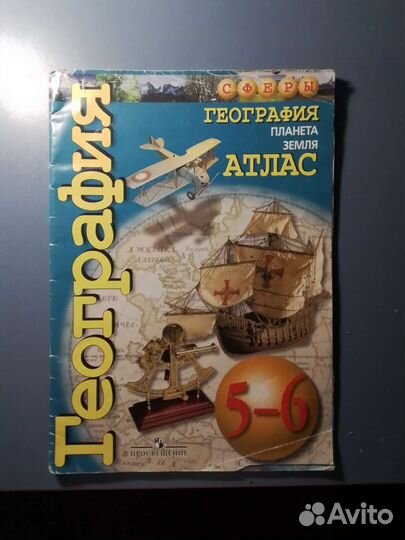 География
СФЕРЫ
ГЕОГРАФИЯ
ПЛАНЕТА
ЗЕМЛЯ
АТЛАС
5–6
ПРОСВЕЩЕНИЕ
Avito